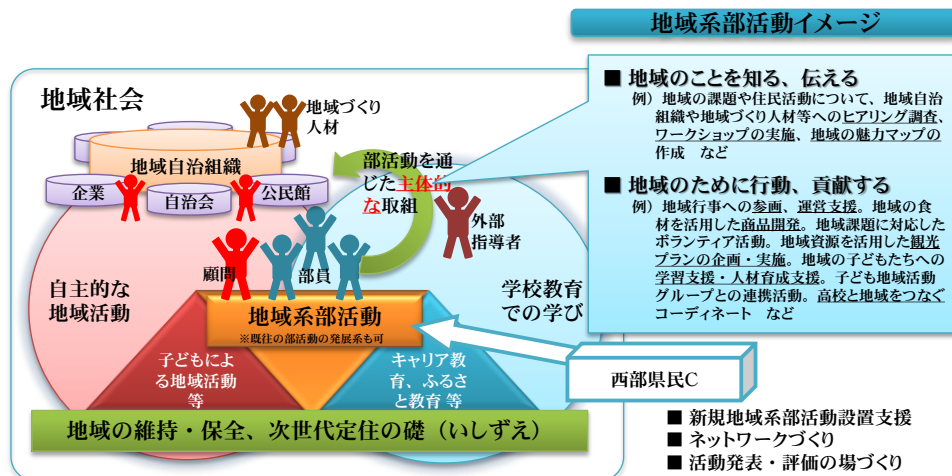 地域系部活動イメージ
地域社会
地域づくり
人材
地域自治組織
企業
自治会
公民館
部活動を通
じた主体的
な取組
外部
指導者
顧問
部員
自主的な
地域活動
学校教育
での学び
地域系部活動
※既往の部活動の発展系も可
子どもによ
る地域活動
等
キャリア教
育、ふるさ
と教育 等
地域の維持・保全、次世代定住の礎（いしずえ）
■ 地域のことを知る、伝える
例）地域の課題や住民活動について、地域自治
組織や地域づくり人材等へのヒアリング調査、
ワークショップの実施、地域の魅力マップの
作成　など
■ 地域のために行動、貢献する
例）地域行事への参画、運営支援。地域の食
材を活用した商品開発。地域課題に対応した
ボランティア活動。地域資源を活用した観光
プランの企画・実施。地域の子どもたちへの
学習支援・人材育成支援。子ども地域活動
グループとの連携活動。高校と地域をつなぐ
コーディネート　など
西部県民C
■ 新規地域系部活動設置支援
■ ネットワークづくり
■ 活動発表・評価の場づくり